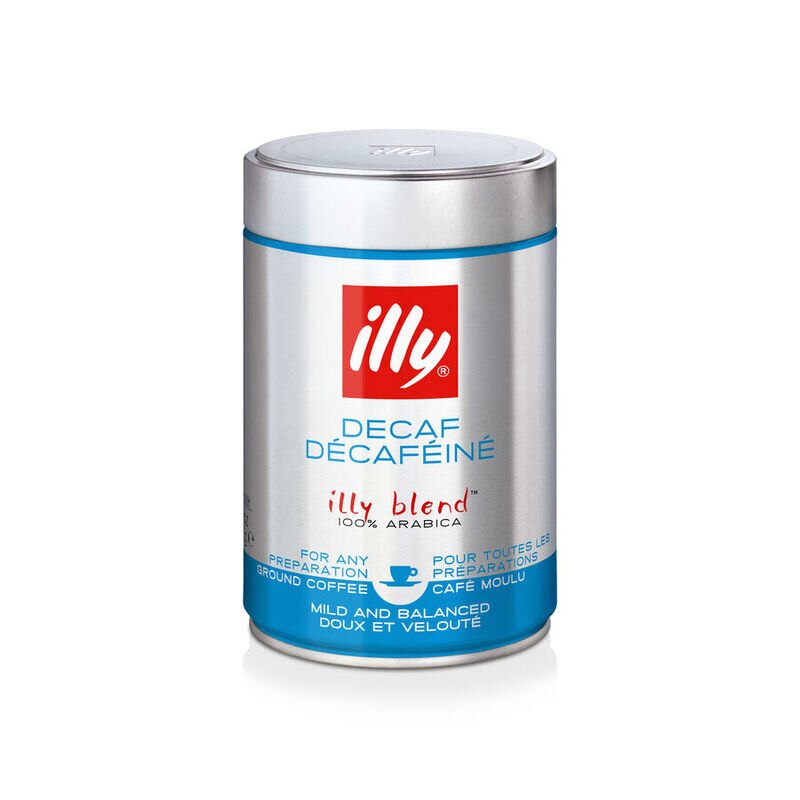 illy
illy®
DECAF
DÉCAFÉINÉ
illy blend™
100% ARABICA
FOR ANY
PREPARATION
GROUND COFFEE
POUR TOUTES LES
PRÉPARATIONS
CAFÉ MOULU
MILD AND BALANCED
DOUX ET VELOUTÉ